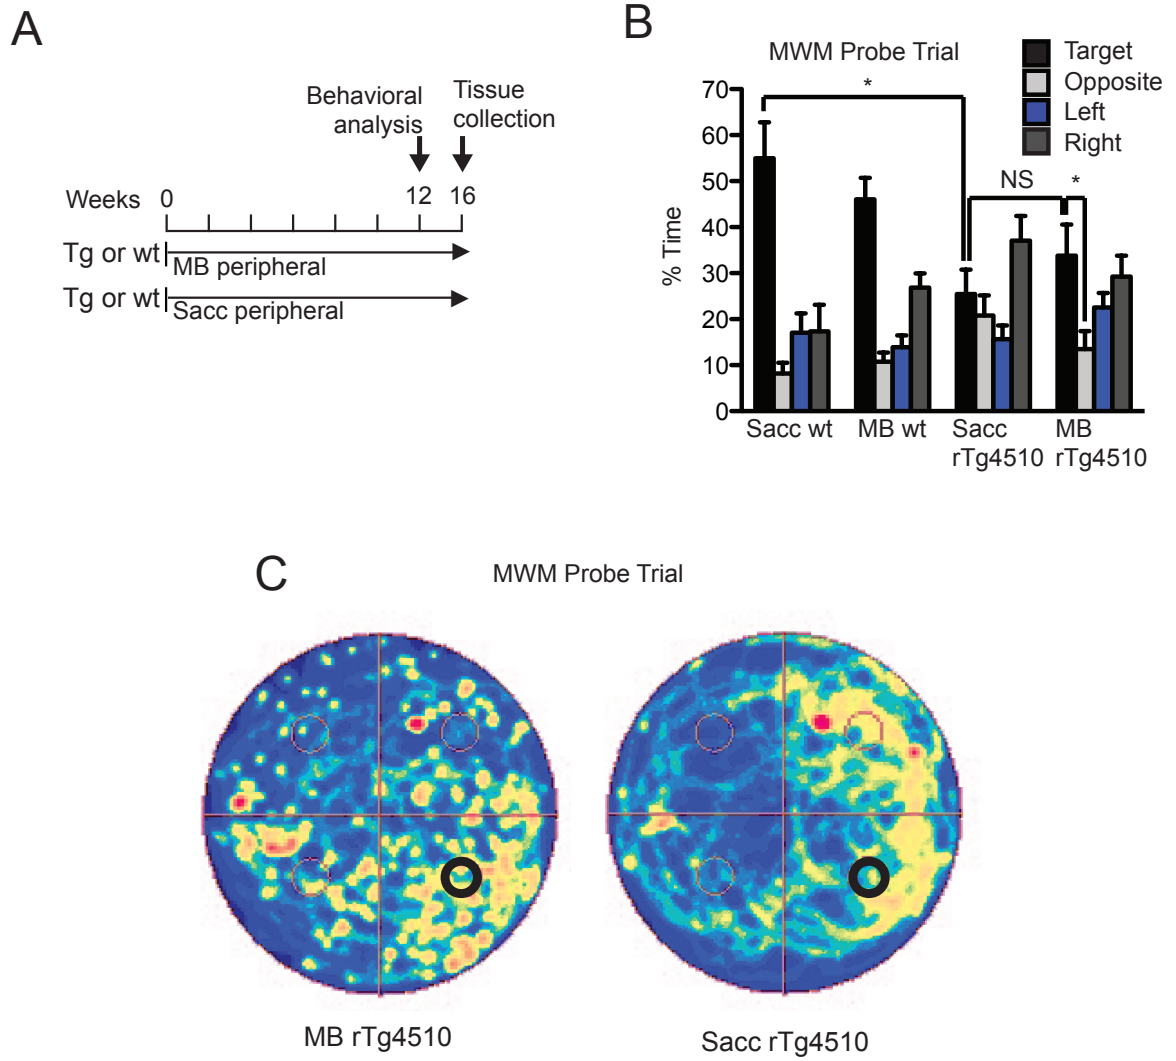 A
Behavioral
analysis
Tissue
collection
Weeks 0 12 16
Tg or wt
MB peripheral
Tg or wt
Sacc peripheral
B
MWM Probe Trial
Target
Opposite
Left
Right
% Time
70
60
50
40
30
20
10
0
*
NS
*
Sacc wt
MB wt
Sacc
rTg4510
MB
rTg4510
C
MWM Probe Trial
MB rTg4510
Sacc rTg4510